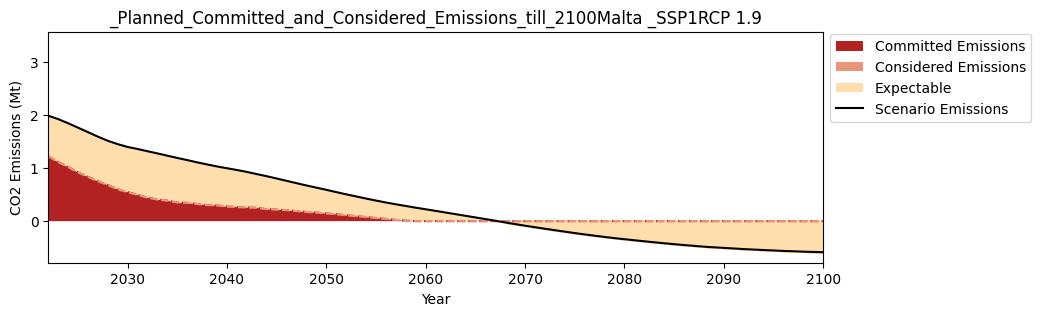 _Planned_Committed_and_Considered_Emissions_till_2100Malta _SSP1RCP 1.9
Committed Emissions
Considered Emissions
Expectable
Scenario Emissions
CO2 Emissions (Mt)
3
2
1
0
2030 2040 2050 2060 2070 2080 2090 2100
Year